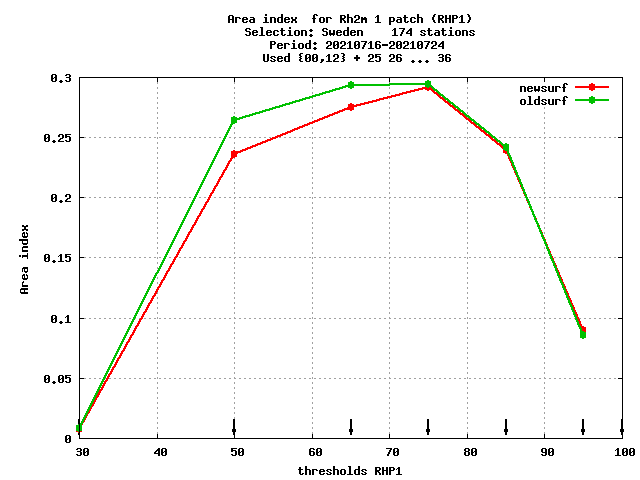 Area index  for Rh2m 1 patch (RHP1)
Selection: Sweden    174 stations
Period: 20210716-20210724
Used {00,12} + 25 26 ... 36
0.3
newsurf
oldsurf
0.25
0.2
0.15
Area index
0.1
0.05
0
30 40 50 60 70 80 90 100
thresholds RHP1